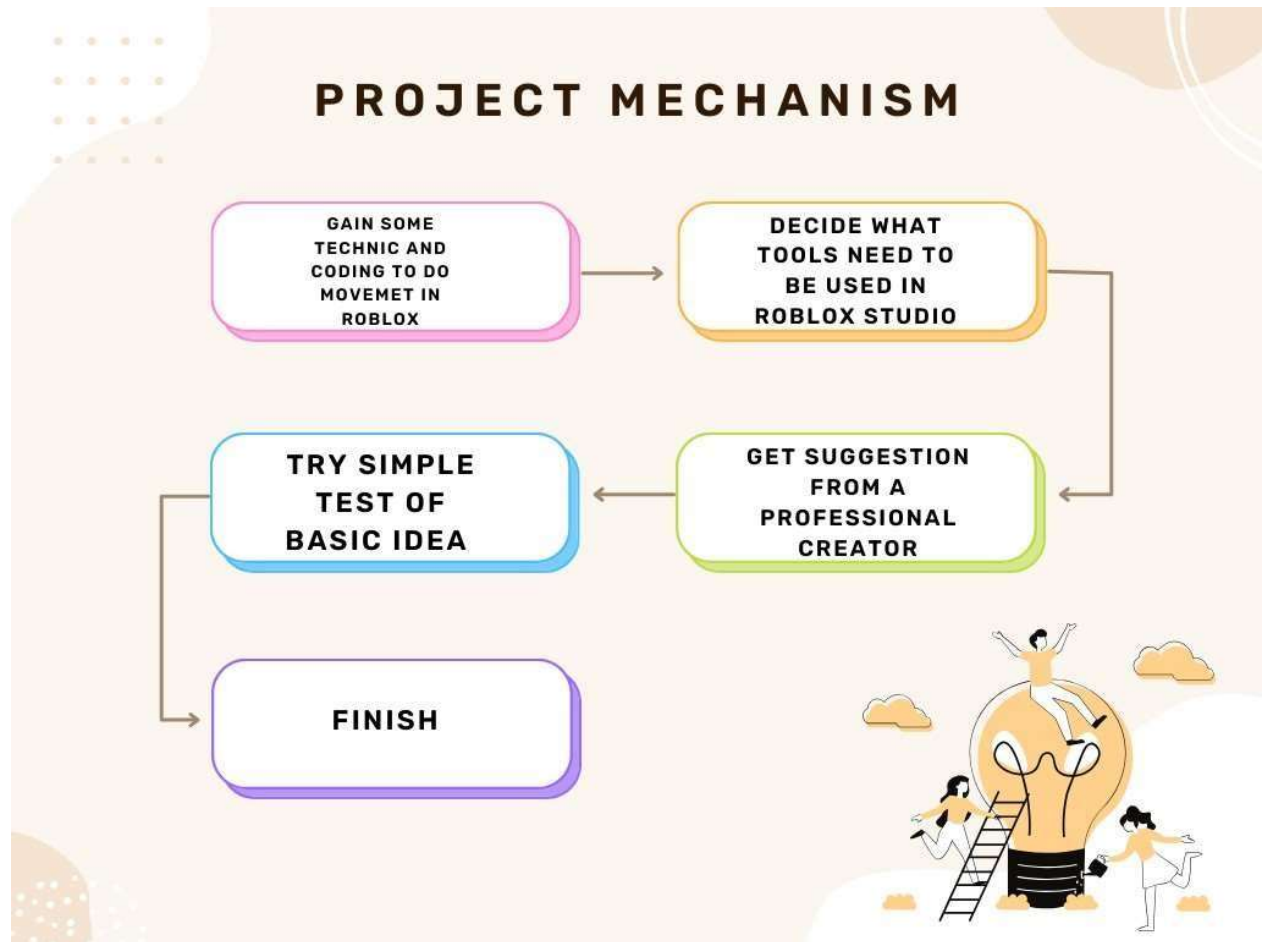 PROJECT MECHANISM
GAIN SOME
TECHNIC AND
CODING TO DO
MOVEMET IN
ROBLOX
DECIDE WHAT
TOOLS NEED TO
BE USED IN
ROBLOX STUDIO
GET SUGGESTION
FROM A
PROFESSIONAL
CREATOR
TRY SIMPLE
TEST OF
BASIC IDEA
FINISH